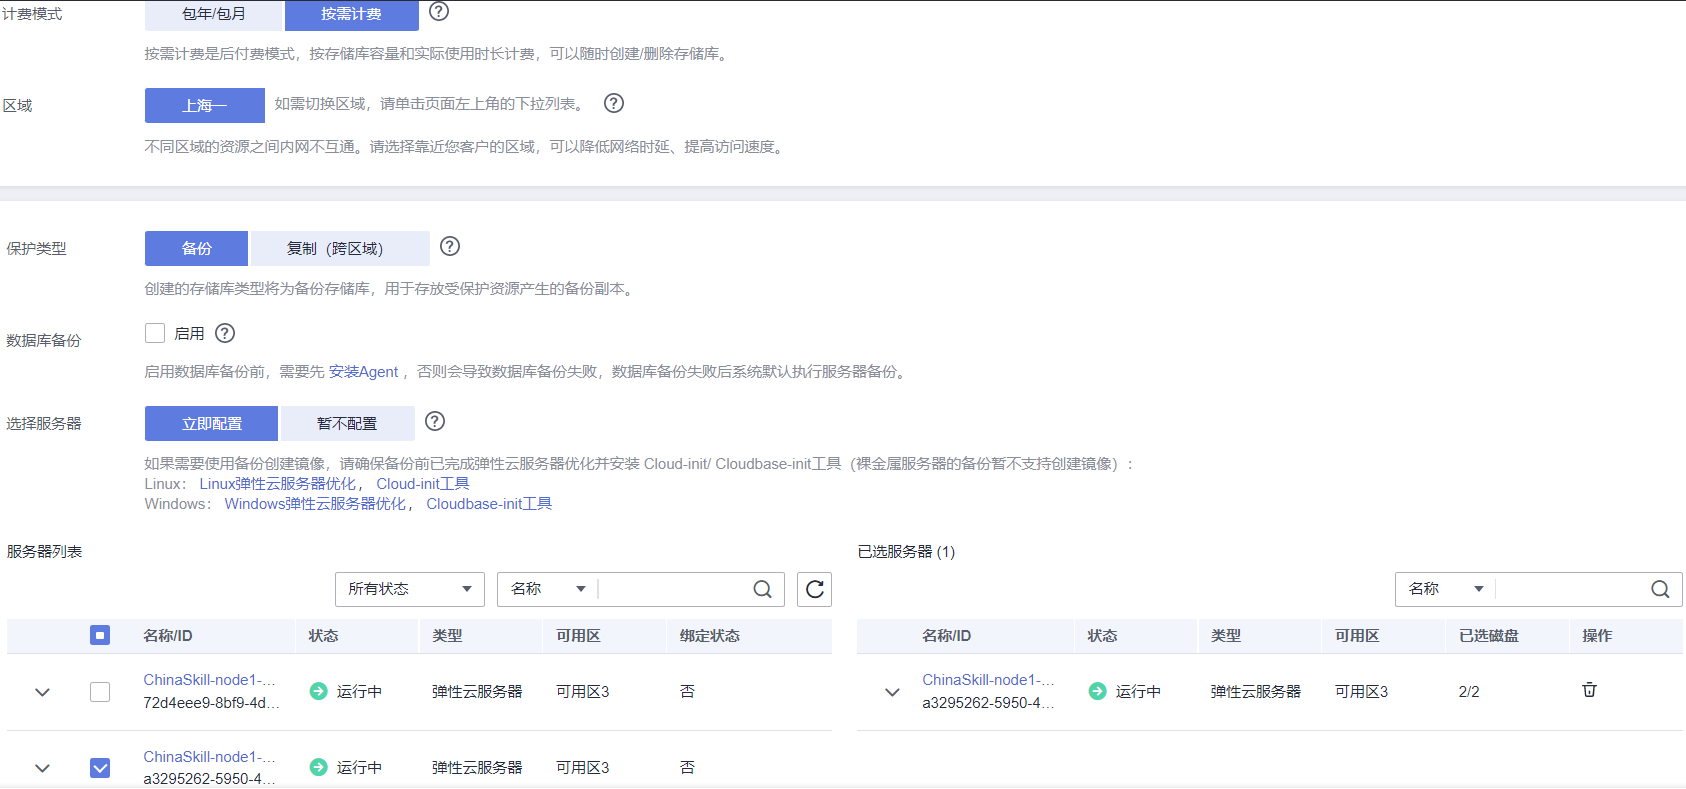 计费模式 包年/包月 按需计费
按需计费是后付费模式，按存储库容量和实际使用时长计费，可以随时创建/删除存储库。
区域 上海一 如需切换区域，请单击页面左上角的下拉列表。
不同区域的资源之间内网不互通。请选择靠近您客户的区域，可以降低网络时延、提高访问速度。
保护类型 备份 复制（跨区域）
创建的存储库类型将为备份存储库，用于存放受保护资源产生的备份副本。
数据库备份 启用
启用数据库备份前，需要先 安装Agent ，否则会导致数据库备份失败，数据库备份失败后系统默认执行服务器备份。
选择服务器 立即配置 暂不配置
如果需要使用备份创建镜像，请确保备份前已完成弹性云服务器优化并安装 Cloud-init/ Cloudbase-init工具（裸金属服务器的备份暂不支持创建镜像）：
Linux： Linux弹性云服务器优化， Cloud-init工具
Windows： Windows弹性云服务器优化， Cloudbase-init工具
服务器列表
所有状态 名称
名称/ID 状态 类型 可用区 绑定状态
ChinaSkill-node1-... 运行中 弹性云服务器 可用区3 否
72d4eee9-8bf9-4d...
ChinaSkill-node1-... 运行中 弹性云服务器 可用区3 否
a3295262-5950-4...
已选服务器 (1)
名称
名称/ID 状态 类型 可用区 已选磁盘 操作
ChinaSkill-node1-... 运行中 弹性云服务器 可用区3 2/2
a3295262-5950-4...